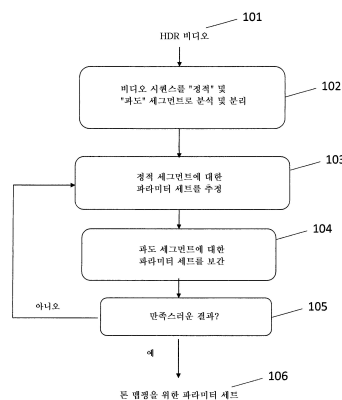 101
HDR 비디오
비디오 시퀀스를 "정적" 및
"과도" 세그먼트로 분석 및 분리
102
103
정적 세그먼트에 대한
파라미터 세트를 추정
104
과도 세그먼트에 대한
파라미터 세트를 보간
105
만족스러운 결과?
아니오
예
106
톤 맵핑을 위한 파라미터 세트